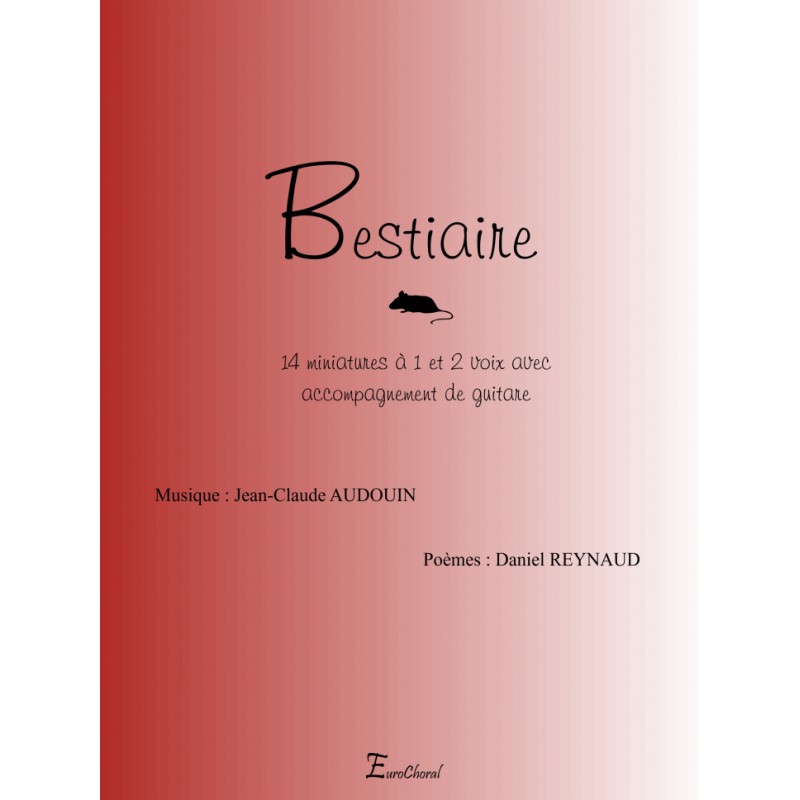 Bestiaire
14 miniatures à 1 et 2 voix avec
accompagnement de guitare
Musique : Jean-Claude AUDOUIN
Poèmes : Daniel REYNAUD
EuroChoral